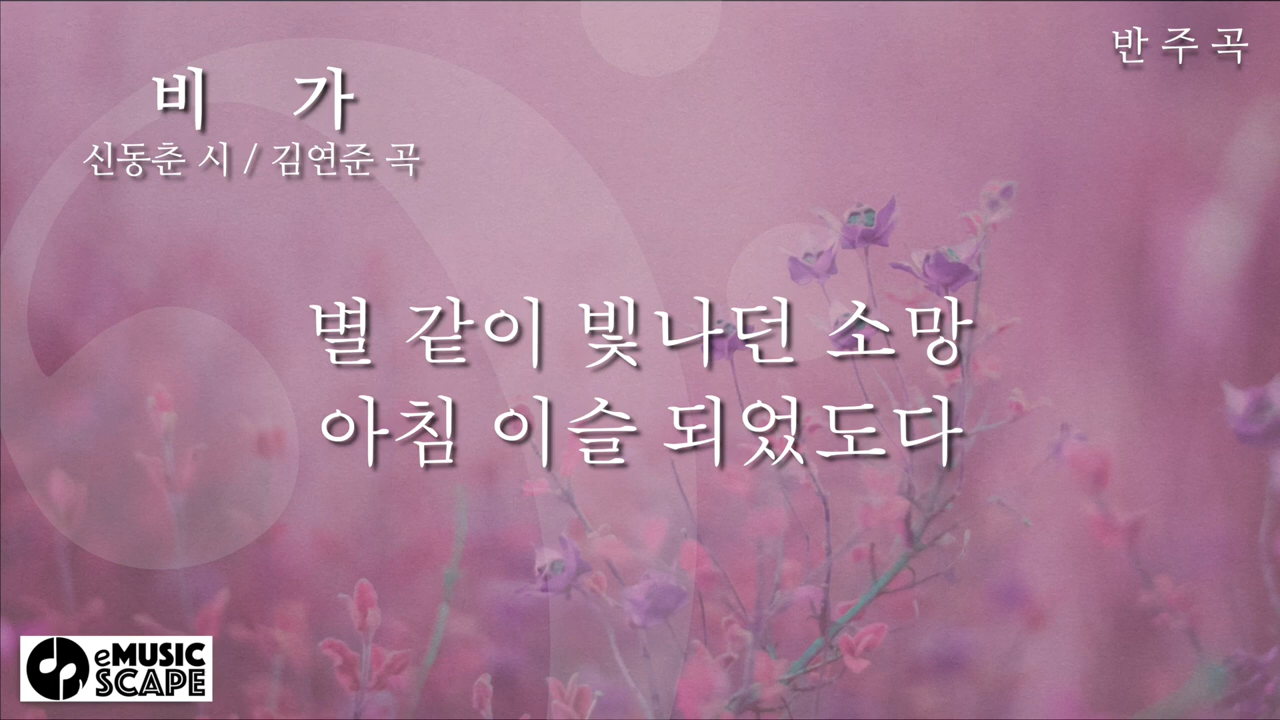 반 주 곡
비 가
신동춘 시 / 김연준 곡
별 같이 빛나던 소망
아침 이슬 되었도다
eMUSIC
SCAPE